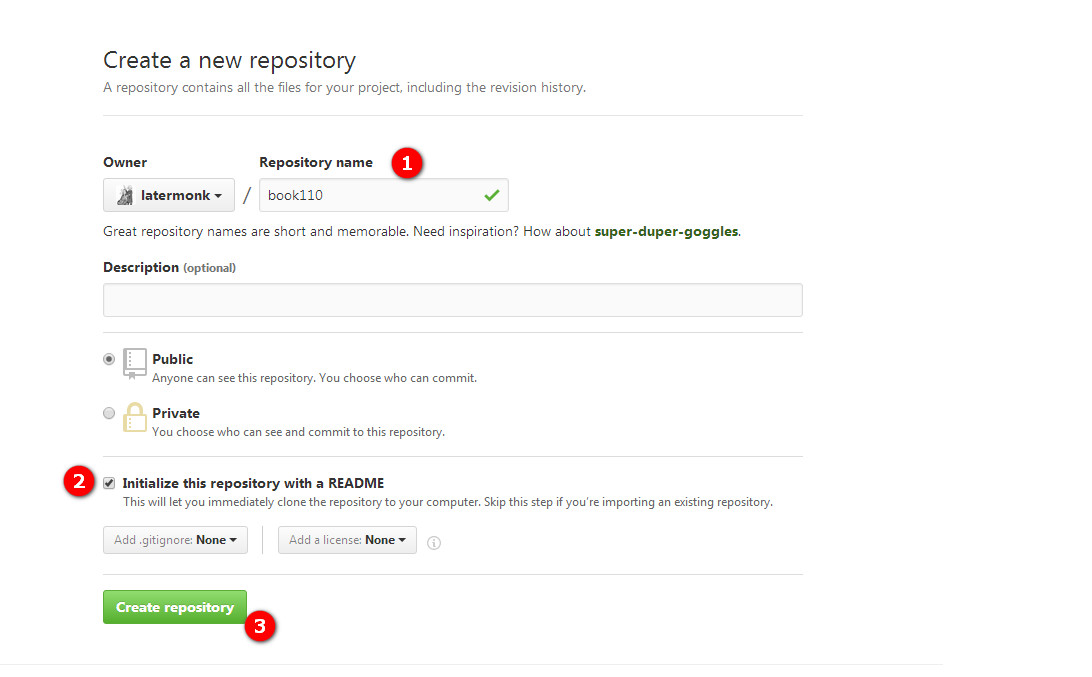 Create a new repository
A repository contains all the files for your project, including the revision history.
Owner
Repository name
1
latermonk
/
book110
Great repository names are short and memorable. Need inspiration? How about super-duper-goggles.
Description (optional)
Public
Anyone can see this repository. You choose who can commit.
Private
You choose who can see and commit to this repository.
2
Initialize this repository with a README
This will let you immediately clone the repository to your computer. Skip this step if you're importing an existing repository.
Add .gitignore: None
Add a license: None
i
Create repository
3